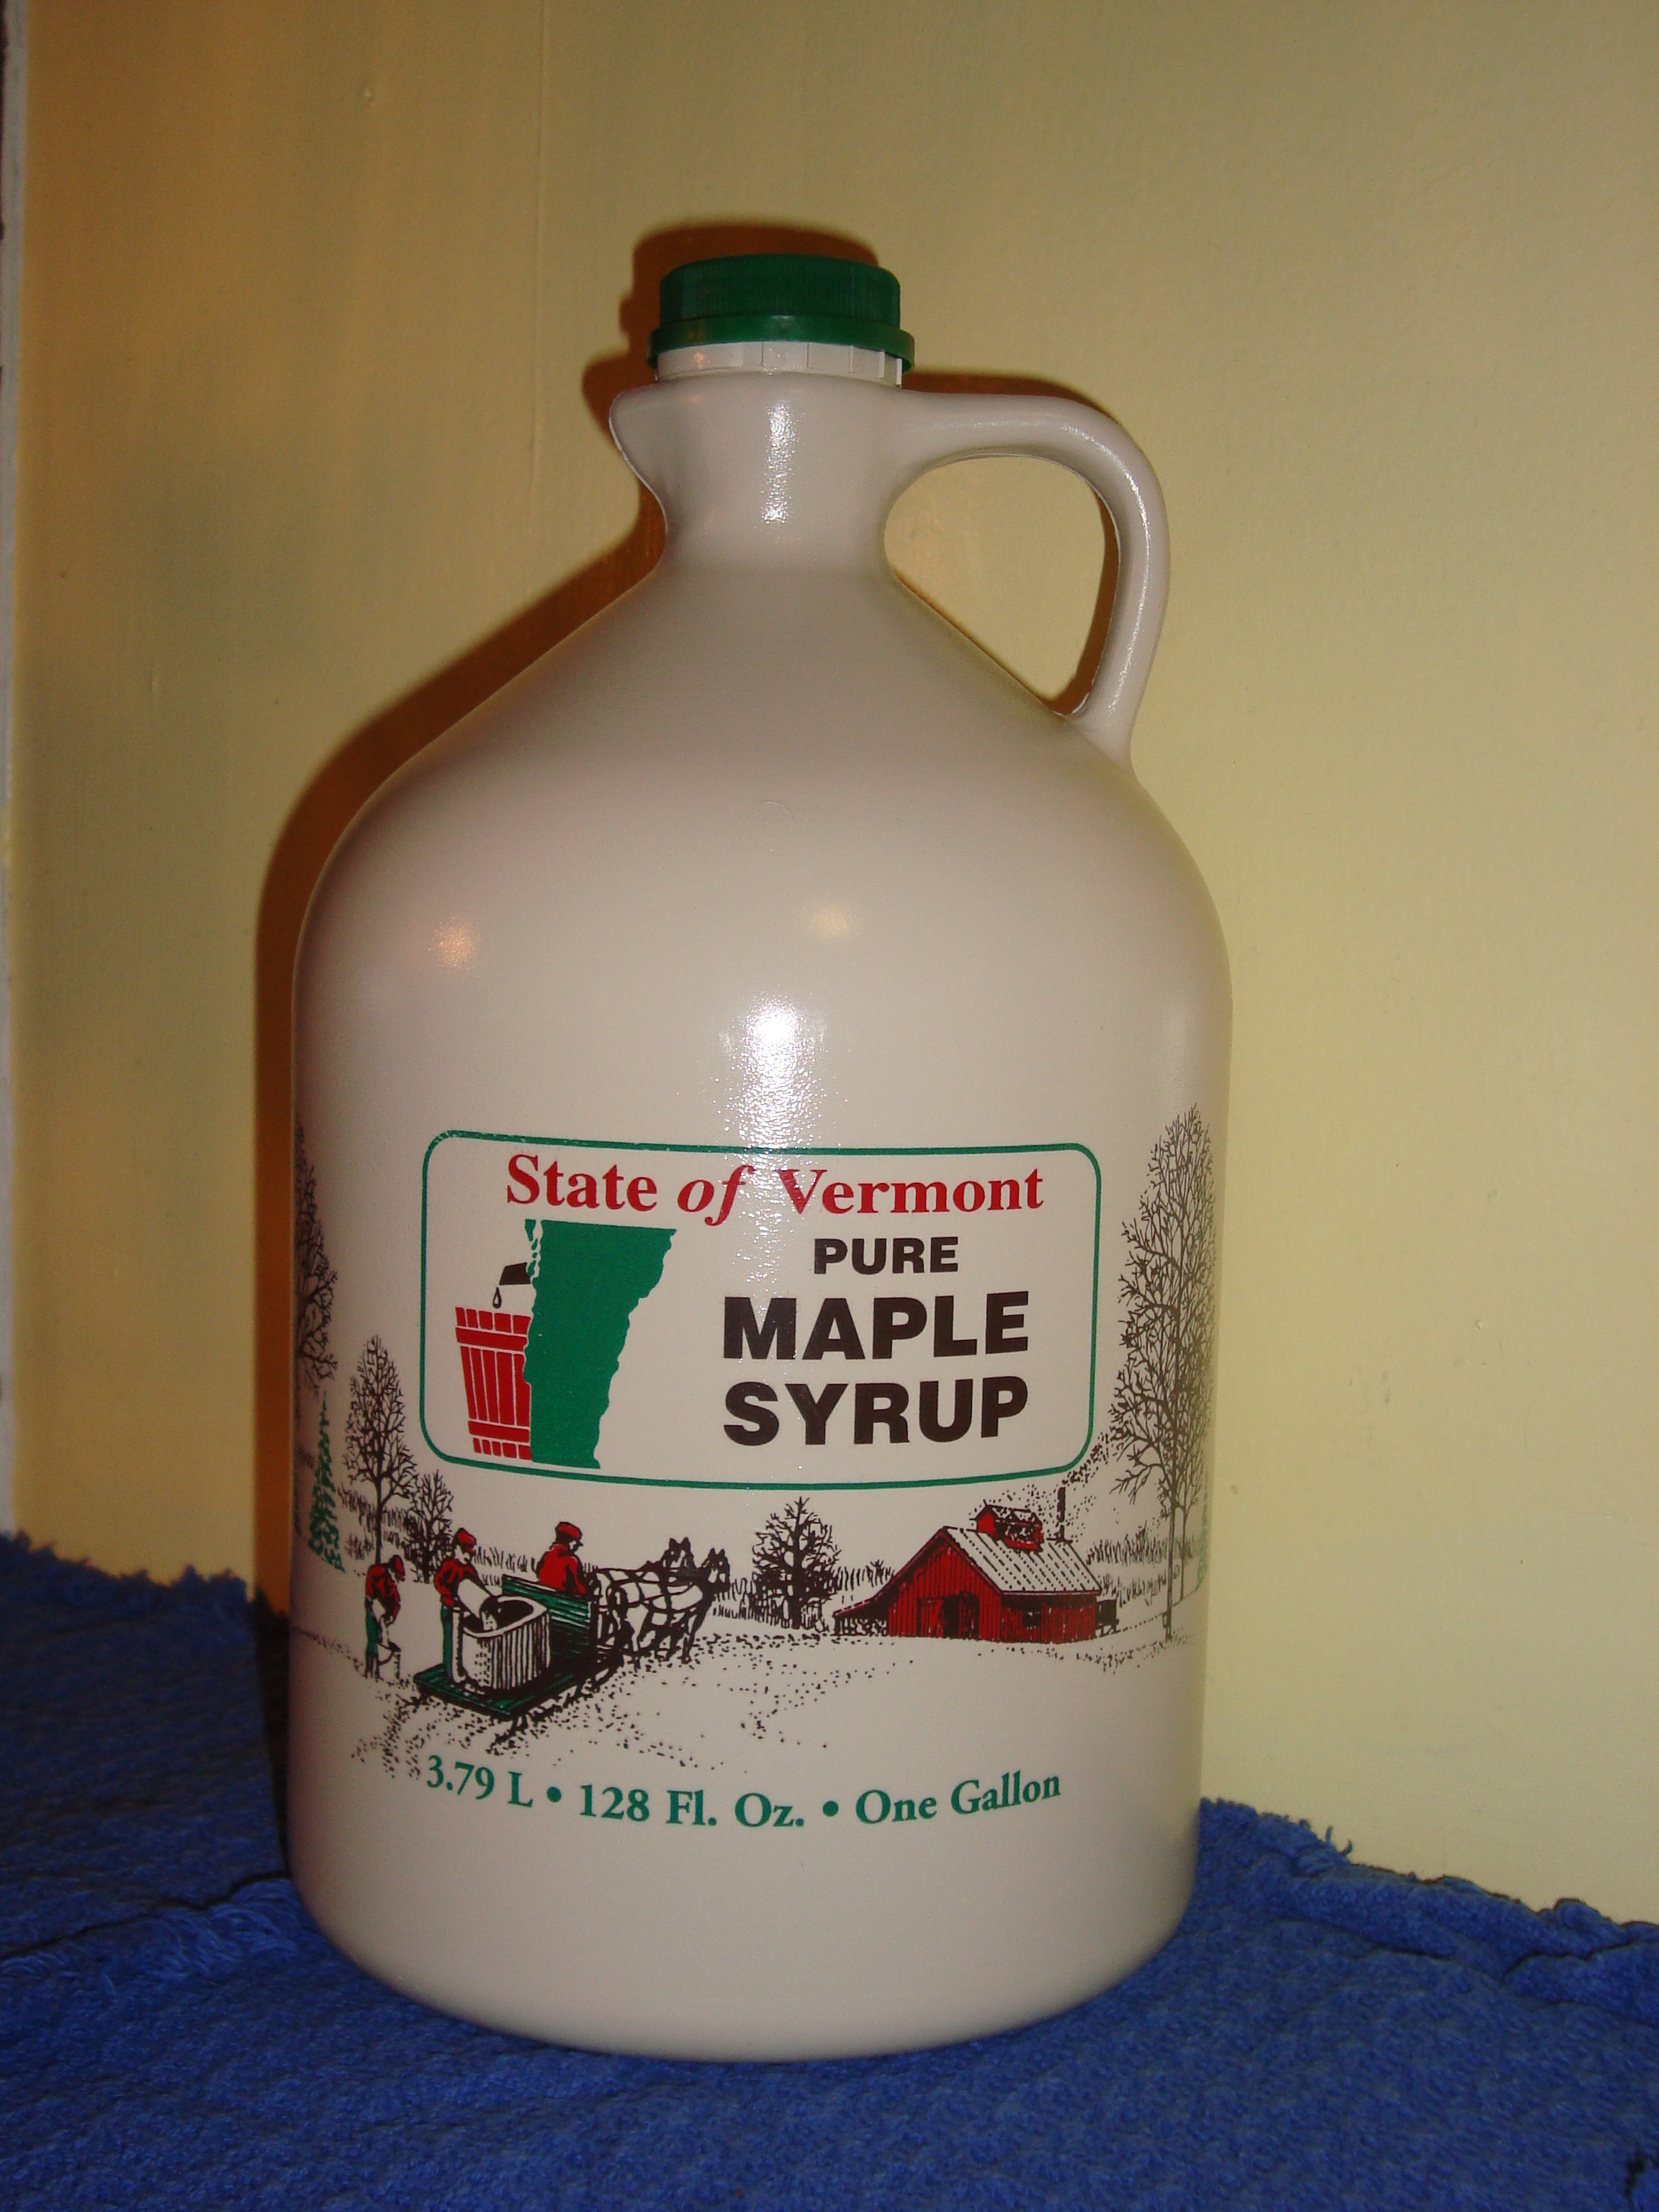 State of Vermont
PURE
MAPLE
SYRUP
3.79 L • 128 Fl. Oz. • One Gallon